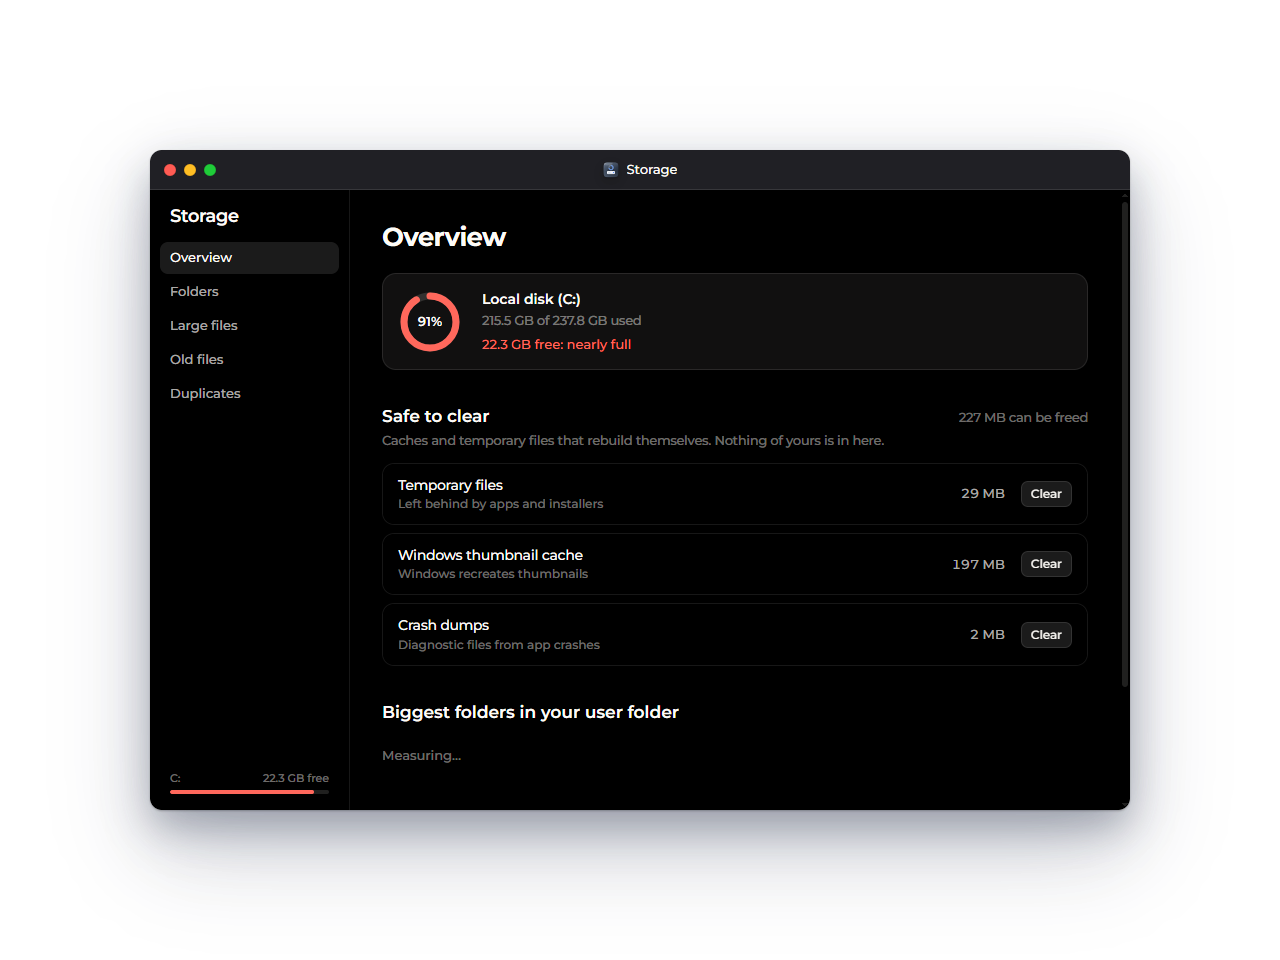 Storage
Storage
Overview
Folders
Large files
Old files
Duplicates
C: 22.3 GB free
Overview
91%
Local disk (C:)
215.5 GB of 237.8 GB used
22.3 GB free: nearly full
Safe to clear
227 MB can be freed
Caches and temporary files that rebuild themselves. Nothing of yours is in here.
Temporary files
Left behind by apps and installers
29 MB Clear
Windows thumbnail cache
Windows recreates thumbnails
197 MB Clear
Crash dumps
Diagnostic files from app crashes
2 MB Clear
Biggest folders in your user folder
Measuring...